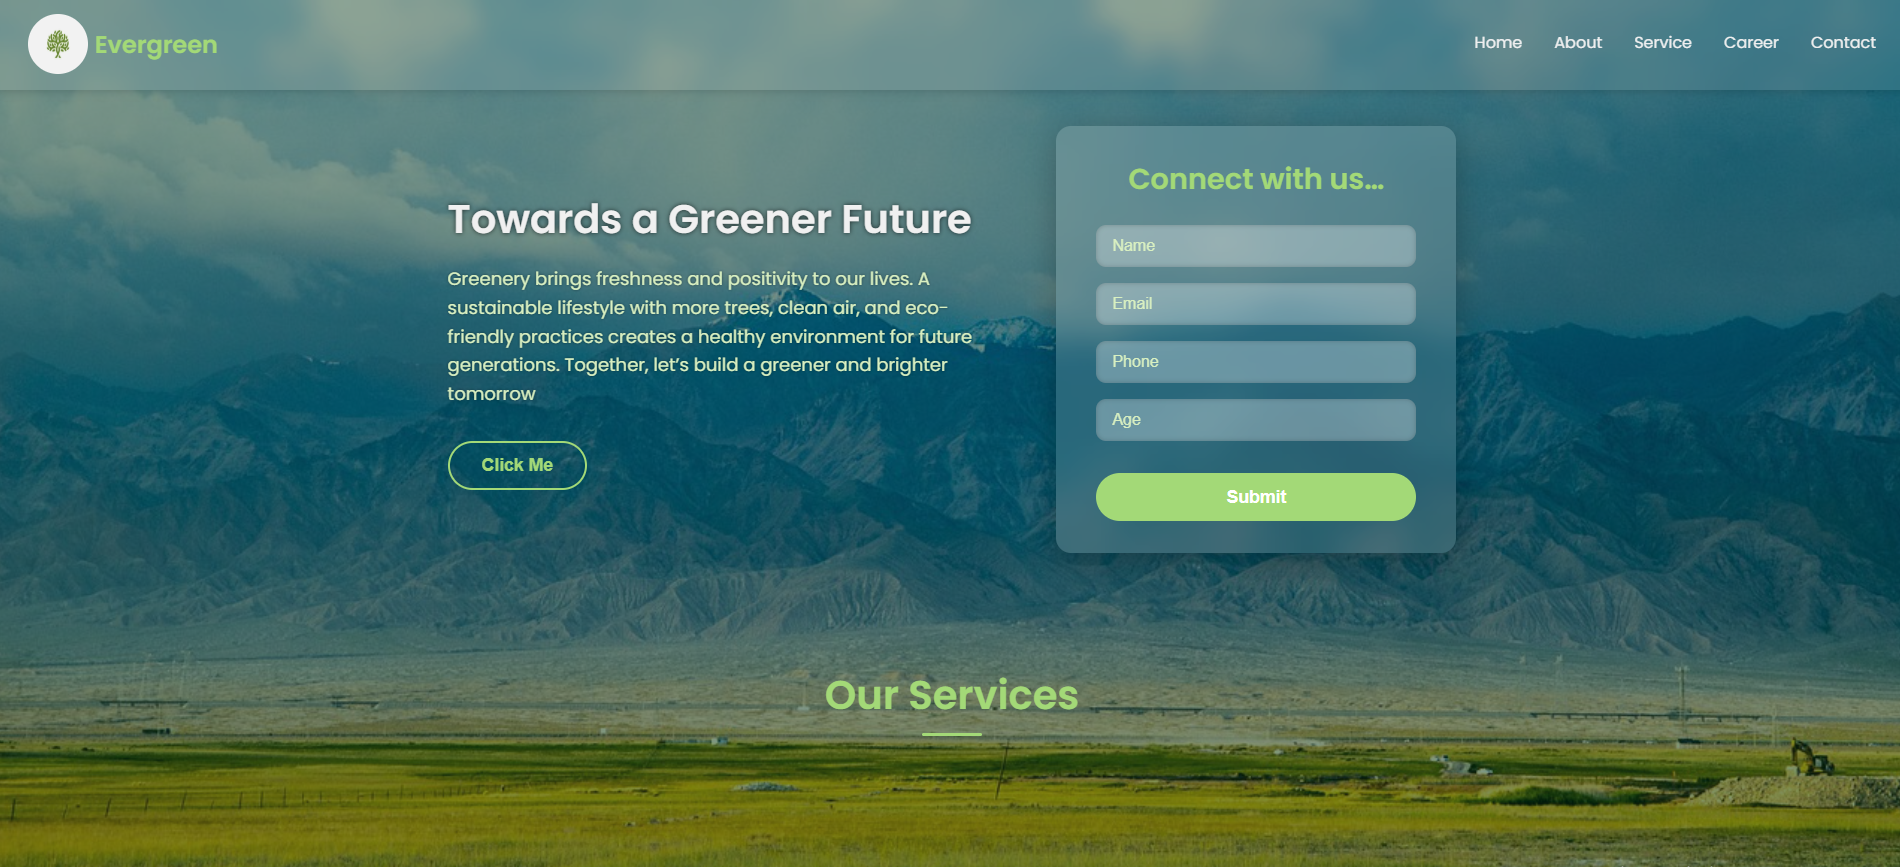 Evergreen
Home About Service Career Contact
Towards a Greener Future
Greenery brings freshness and positivity to our lives. A
sustainable lifestyle with more trees, clean air, and eco-
friendly practices creates a healthy environment for future
generations. Together, let’s build a greener and brighter
tomorrow
Click Me
Connect with us...
Name
Email
Phone
Age
Submit
Our Services